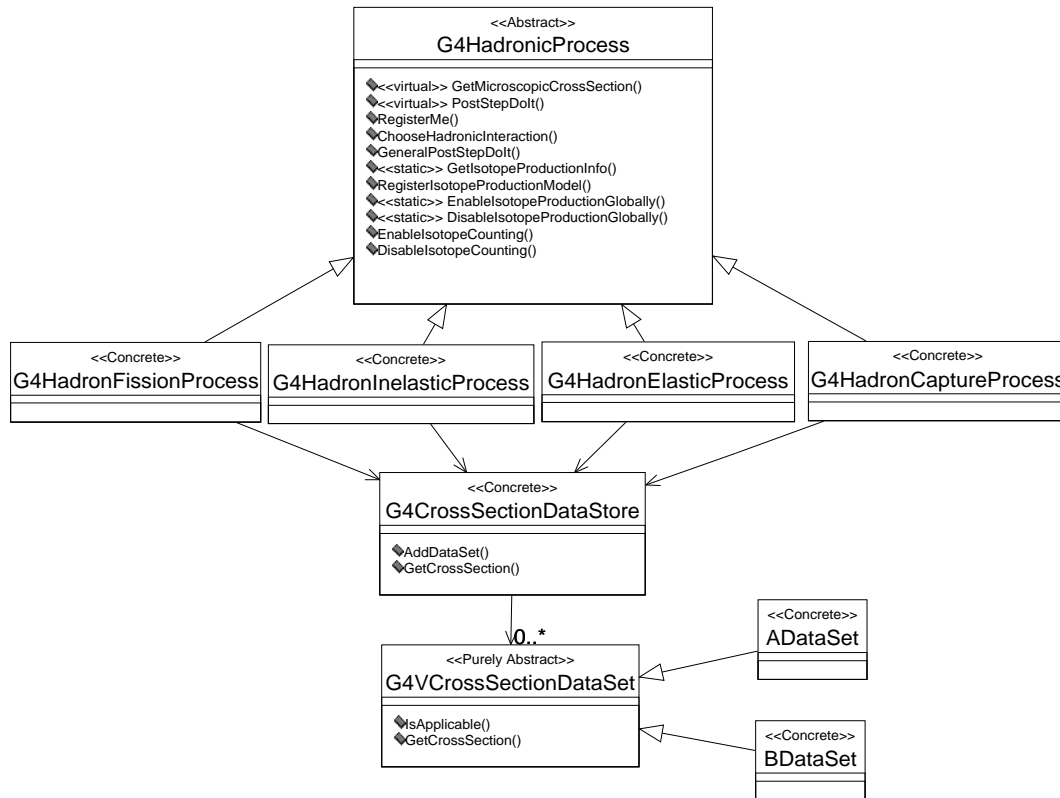 <<Abstract>>
G4HadronicProcess
<<virtual>> GetMicroscopicCrossSection()
<<virtual>> PostStepDoIt()
RegisterMe()
ChooseHadronicInteraction()
GeneralPostStepDoIt()
<<static>> GetIsotopeProductionInfo()
RegisterIsotopeProductionModel()
<<static>> EnableIsotopeProductionGlobally()
<<static>> DisableIsotopeProductionGlobally()
EnableIsotopeCounting()
DisableIsotopeCounting()
<<Concrete>>
G4HadronFissionProcess
<<Concrete>>
G4HadronInelasticProcess
<<Concrete>>
G4HadronElasticProcess
<<Concrete>>
G4HadronCaptureProcess
<<Concrete>>
G4CrossSectionDataStore
AddDataSet()
GetCrossSection()
0..*
<<Purely Abstract>>
G4VCrossSectionDataSet
IsApplicable()
GetCrossSection()
<<Concrete>>
ADataSet
<<Concrete>>
BDataSet